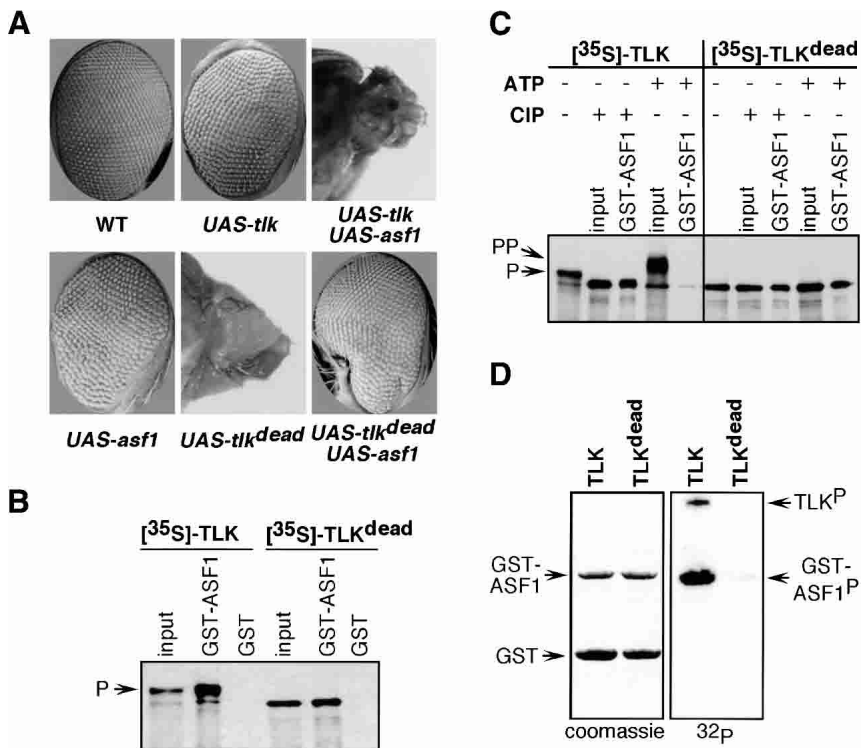 A
WT
UAS-tlk
UAS-tlk
UAS-asf1
UAS-asf1
UAS-tlkdead
UAS-tlkdead
UAS-asf1
B
[35S]-TLK
[35S]-TLKdead
input
GST-ASF1
GST
input
GST-ASF1
GST
P
C
[35S]-TLK
[35S]-TLKdead
ATP - - - + + - - - + +
CIP - + + - - - + + - -
input
GST-ASF1
input
GST-ASF1
input
GST-ASF1
input
GST-ASF1
PP
P
D
TLK
TLKdead
TLK
TLKdead
TLKP
GST-
ASF1
GST-
ASF1P
GST
coomassie
32P